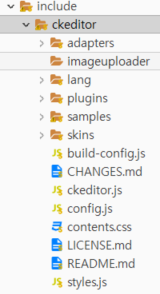 include
ckeditor
adapters
imageuploader
lang
plugins
samples
skins
build-config.js
CHANGES.md
ckeditor.js
config.js
contents.css
LICENSE.md
README.md
styles.js